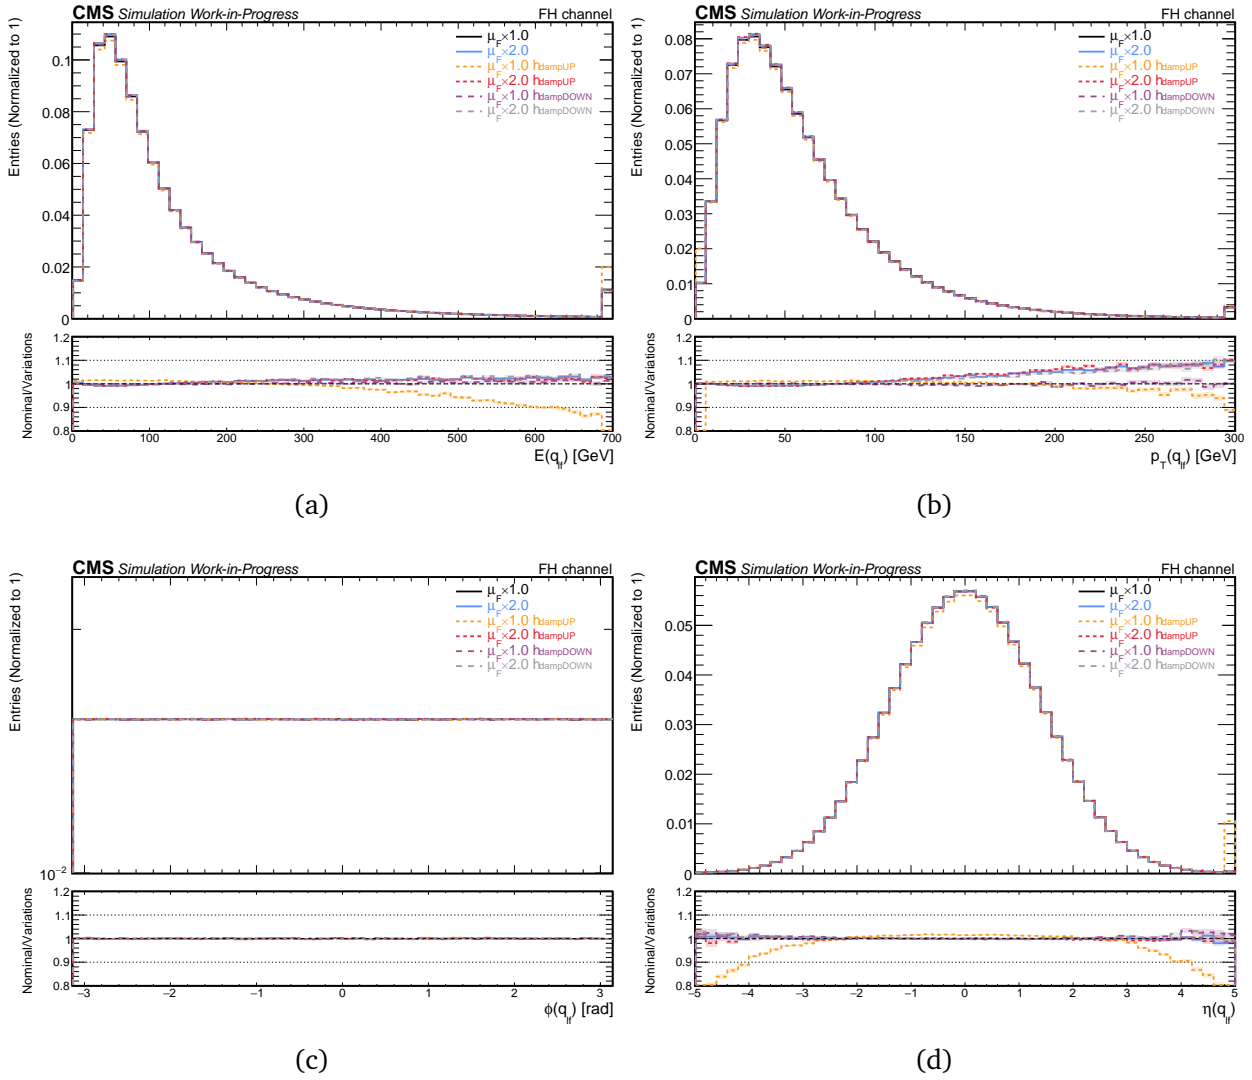 CMS Simulation Work-in-Progress FH channel
Entries (Normalized to 1)
0.1
0.08
0.06
0.04
0.02
0
μF×1.0
μF×2.0
μF×1.0 hdampUP
μF×2.0 hdampUP
μF×1.0 hdampDOWN
μF×2.0 hdampDOWN
Nominal/Variations
1.2
1.1
1
0.9
0.8
0 100 200 300 400 500 600 700
E(qlf) [GeV]
(a)
CMS Simulation Work-in-Progress FH channel
Entries (Normalized to 1)
0.08
0.07
0.06
0.05
0.04
0.03
0.02
0.01
0
μF×1.0
μF×2.0
μF×1.0 hdampUP
μF×2.0 hdampUP
μF×1.0 hdampDOWN
μF×2.0 hdampDOWN
Nominal/Variations
1.2
1.1
1
0.9
0.8
0 50 100 150 200 250 300
pT(qlf) [GeV]
(b)
CMS Simulation Work-in-Progress FH channel
Entries (Normalized to 1)
10−2
μF×1.0
μF×2.0
μF×1.0 hdampUP
μF×2.0 hdampUP
μF×1.0 hdampDOWN
μF×2.0 hdampDOWN
Nominal/Variations
1.2
1.1
1
0.9
0.8
−3 −2 −1 0 1 2 3
ϕ(qlf) [rad]
(c)
CMS Simulation Work-in-Progress FH channel
Entries (Normalized to 1)
0.05
0.04
0.03
0.02
0.01
0
μF×1.0
μF×2.0
μF×1.0 hdampUP
μF×2.0 hdampUP
μF×1.0 hdampDOWN
μF×2.0 hdampDOWN
Nominal/Variations
1.2
1.1
1
0.9
0.8
−5 −4 −3 −2 −1 0 1 2 3 4 5
η(qlf)
(d)